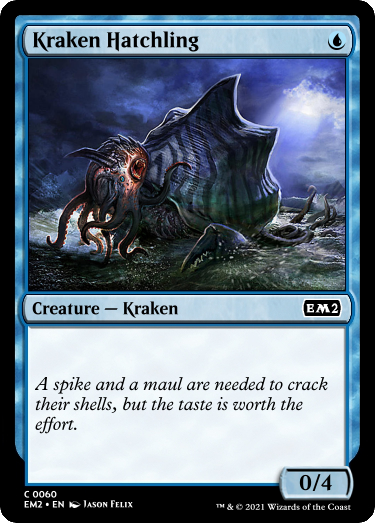 Kraken Hatchling
Creature — Kraken
EM2
A spike and a maul are needed to crack
their shells, but the taste is worth the
effort.
0/4
C 0060
EM2 • EN Jason Felix
™ & © 2021 Wizards of the Coast